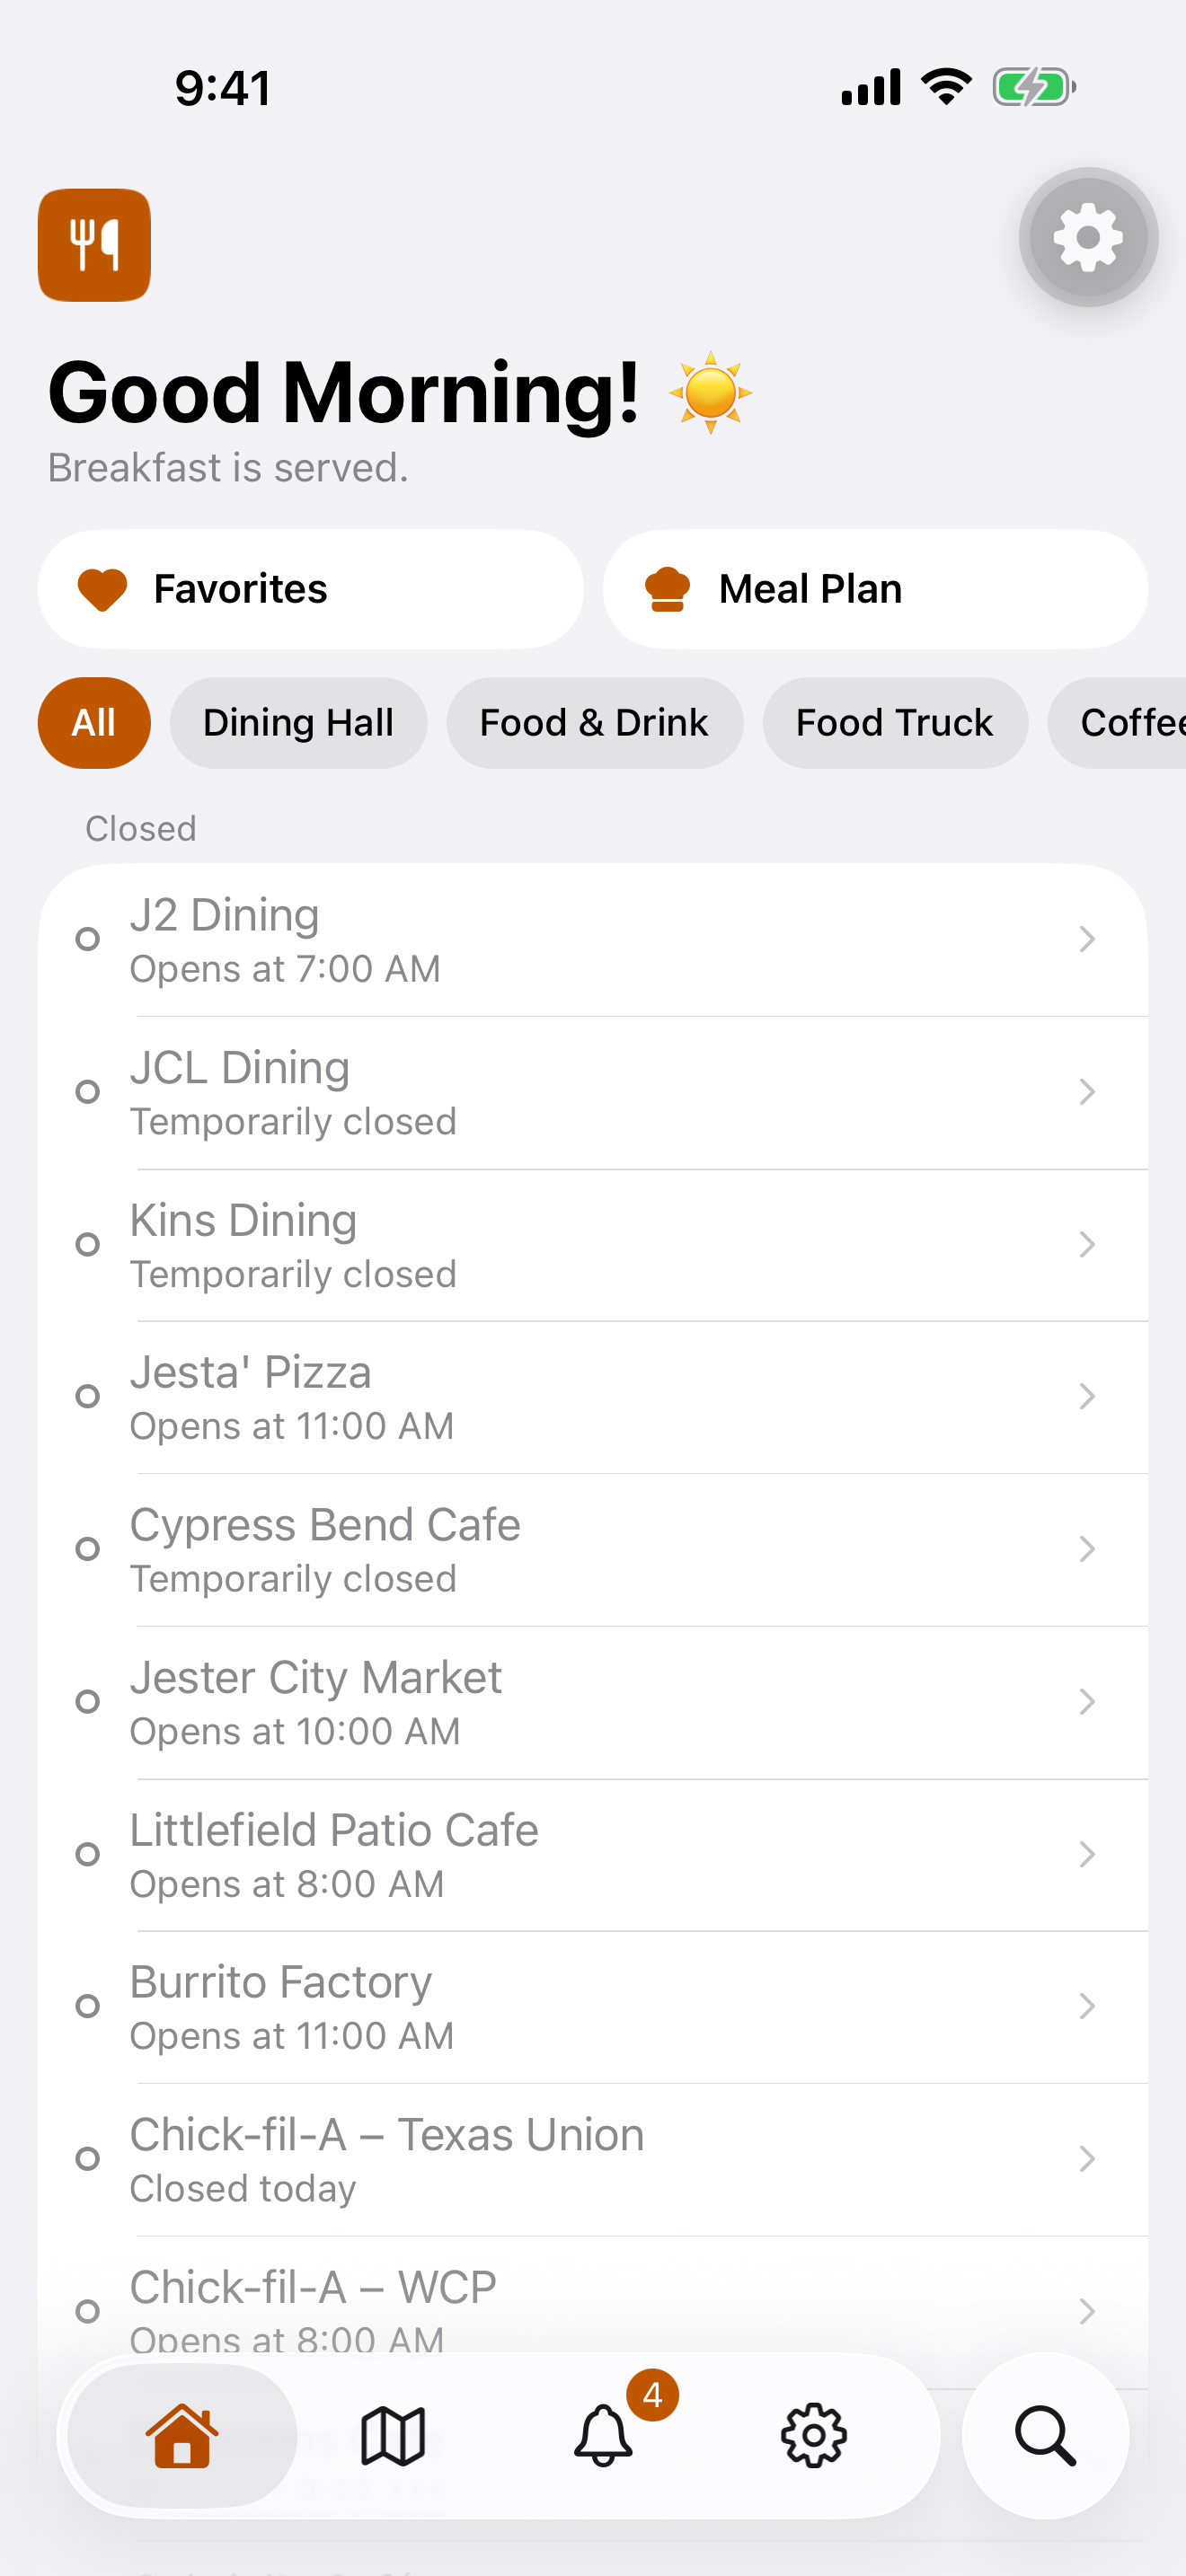 9:41
Good Morning! ☀️
Breakfast is served.
Favorites
Meal Plan
All
Dining Hall
Food & Drink
Food Truck
Coffee
Closed
J2 Dining
Opens at 7:00 AM
JCL Dining
Temporarily closed
Kins Dining
Temporarily closed
Jesta' Pizza
Opens at 11:00 AM
Cypress Bend Cafe
Temporarily closed
Jester City Market
Opens at 10:00 AM
Littlefield Patio Cafe
Opens at 8:00 AM
Burrito Factory
Opens at 11:00 AM
Chick-fil-A – Texas Union
Closed today
Chick-fil-A – WCP
Opens at 8:00 AM
4